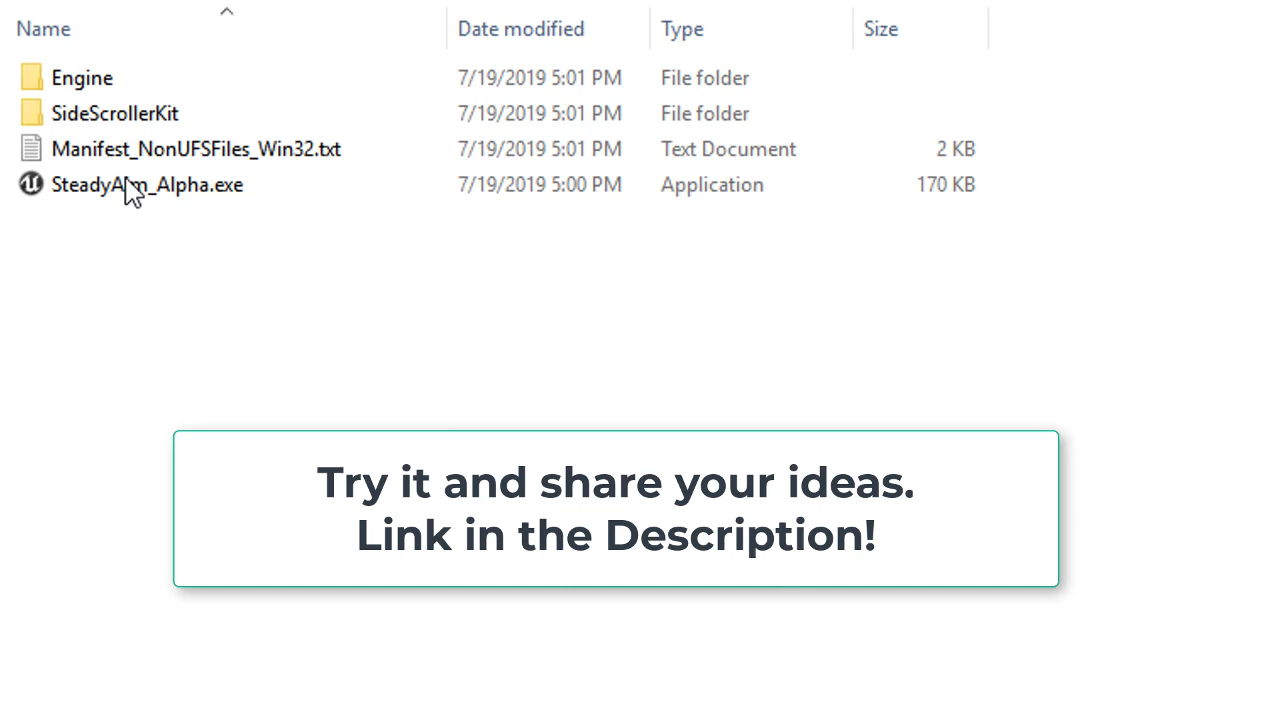 Name Date modified Type Size
Engine 7/19/2019 5:01 PM File folder
SideScrollerKit 7/19/2019 5:01 PM File folder
Manifest_NonUFSFiles_Win32.txt 7/19/2019 5:01 PM Text Document 2 KB
SteadyAim_Alpha.exe 7/19/2019 5:00 PM Application 170 KB
Try it and share your ideas.
Link in the Description!